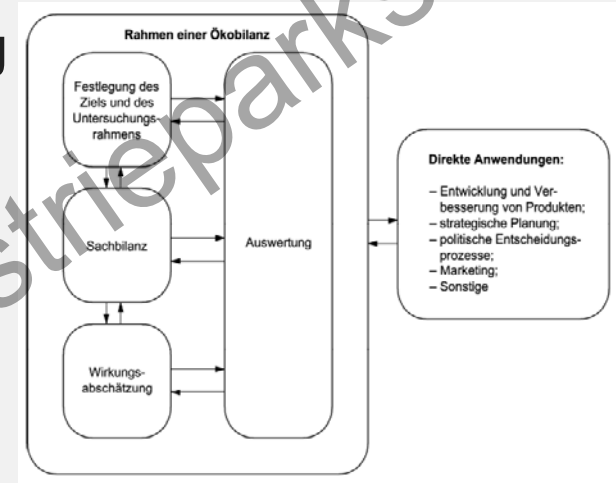 Rahmen einer Ökobilanz
g
Festlegung des
Ziels und des
Untersuchungs-
rahmens
Sachbilanz
Wirkungs-
abschätzung
Auswertung
Direkte Anwendungen:
– Entwicklung und Ver-
besserung von Produkten;
– strategische Planung;
– politische Entscheidungs-
prozesse;
– Marketing;
– Sonstige
strieparks